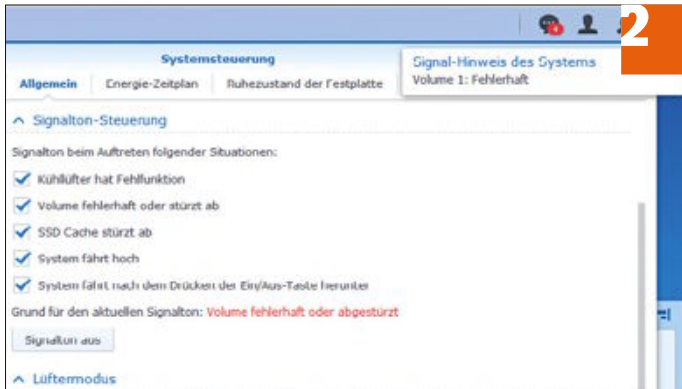 2
Systemsteuerung
Allgemein Energie-Zeitplan Ruhezustand der Festplatte
Signal-Hinweis des Systems
Volume 1: Fehlerhaft
Signalton-Steuerung
Signalton beim Auftreten folgender Situationen:
Kühllüfter hat Fehlfunktion
Volume fehlerhaft oder stürzt ab
SSD Cache stürzt ab
System fährt hoch
System fährt nach dem Drücken der Ein/Aus-Taste herunter
Grund für den aktuellen Signalton: Volume fehlerhaft oder abgestürzt
Signalton aus
Lüftermodus